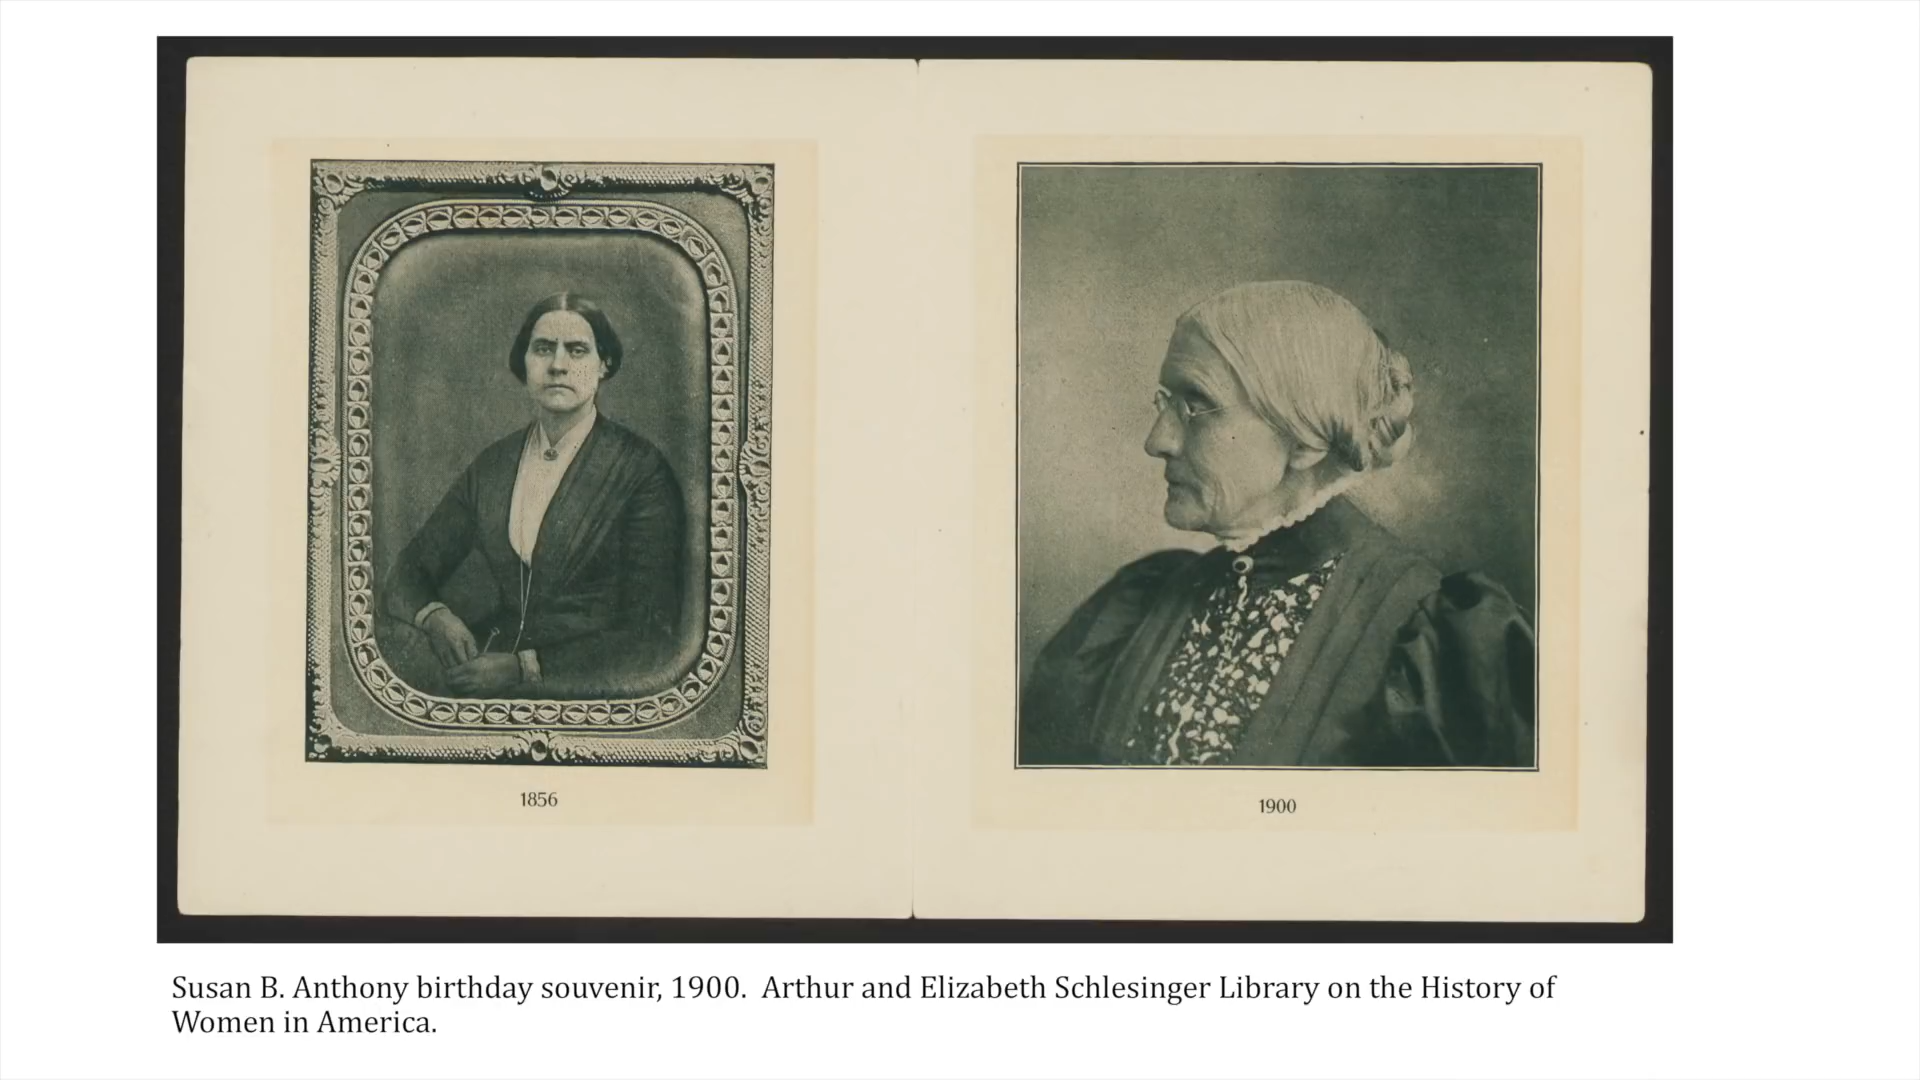 1856
1900
Susan B. Anthony birthday souvenir, 1900.  Arthur and Elizabeth Schlesinger Library on the History of
Women in America.